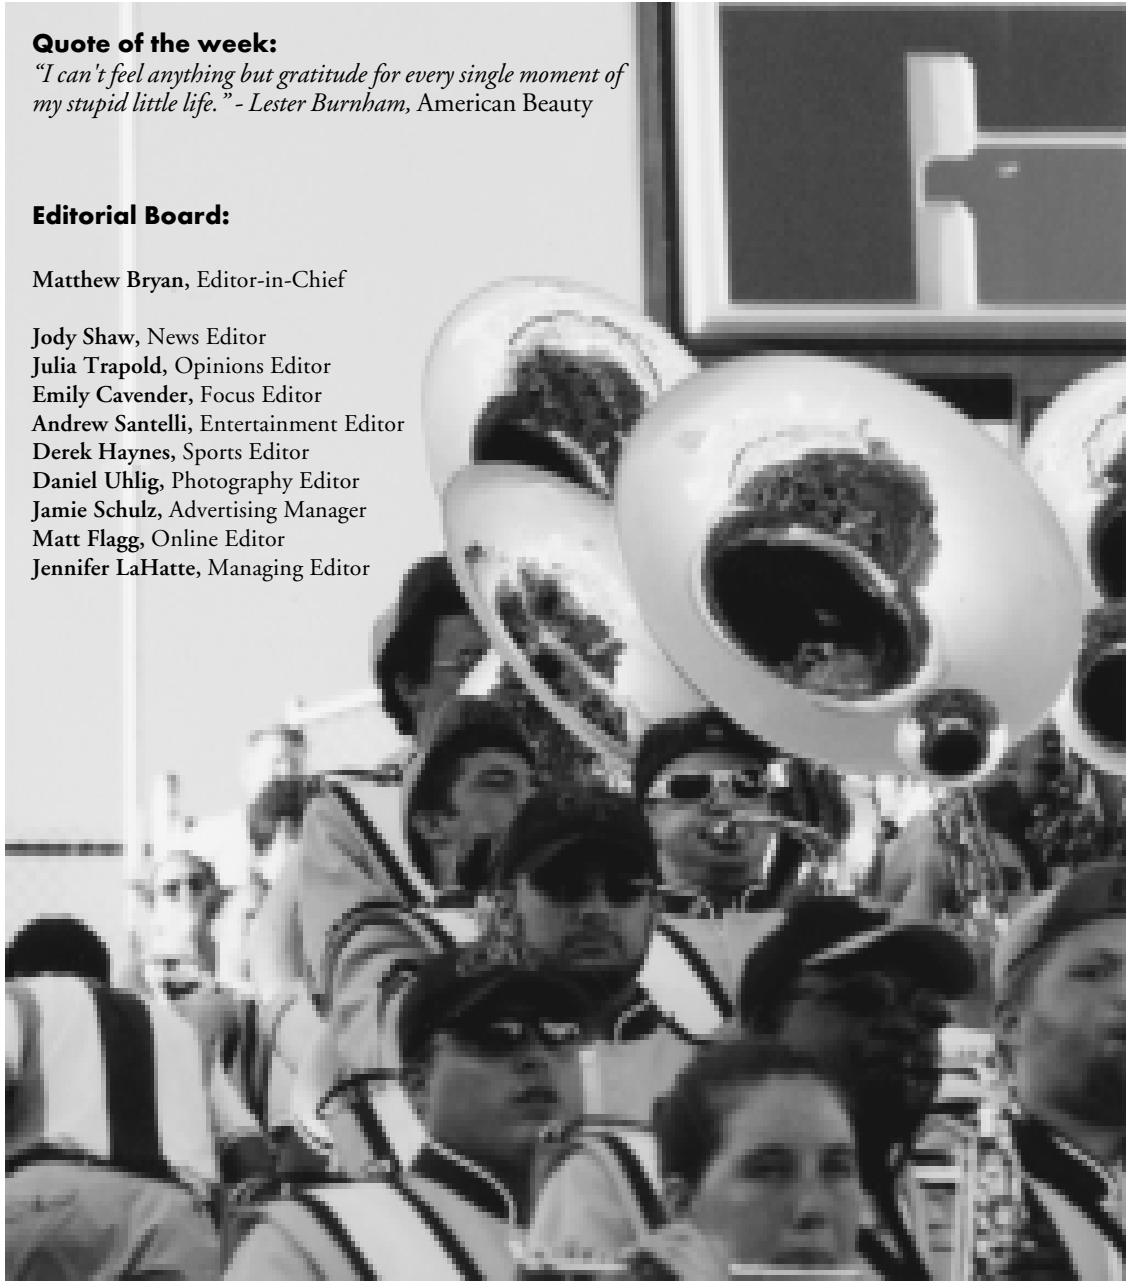 Quote of the week:
“I can't feel anything but gratitude for every single moment of
my stupid little life.” - Lester Burnham, American Beauty
Editorial Board:
Matthew Bryan, Editor-in-Chief
Jody Shaw, News Editor
Julia Trapold, Opinions Editor
Emily Cavender, Focus Editor
Andrew Santelli, Entertainment Editor
Derek Haynes, Sports Editor
Daniel Uhlig, Photography Editor
Jamie Schulz, Advertising Manager
Matt Flagg, Online Editor
Jennifer LaHatte, Managing Editor